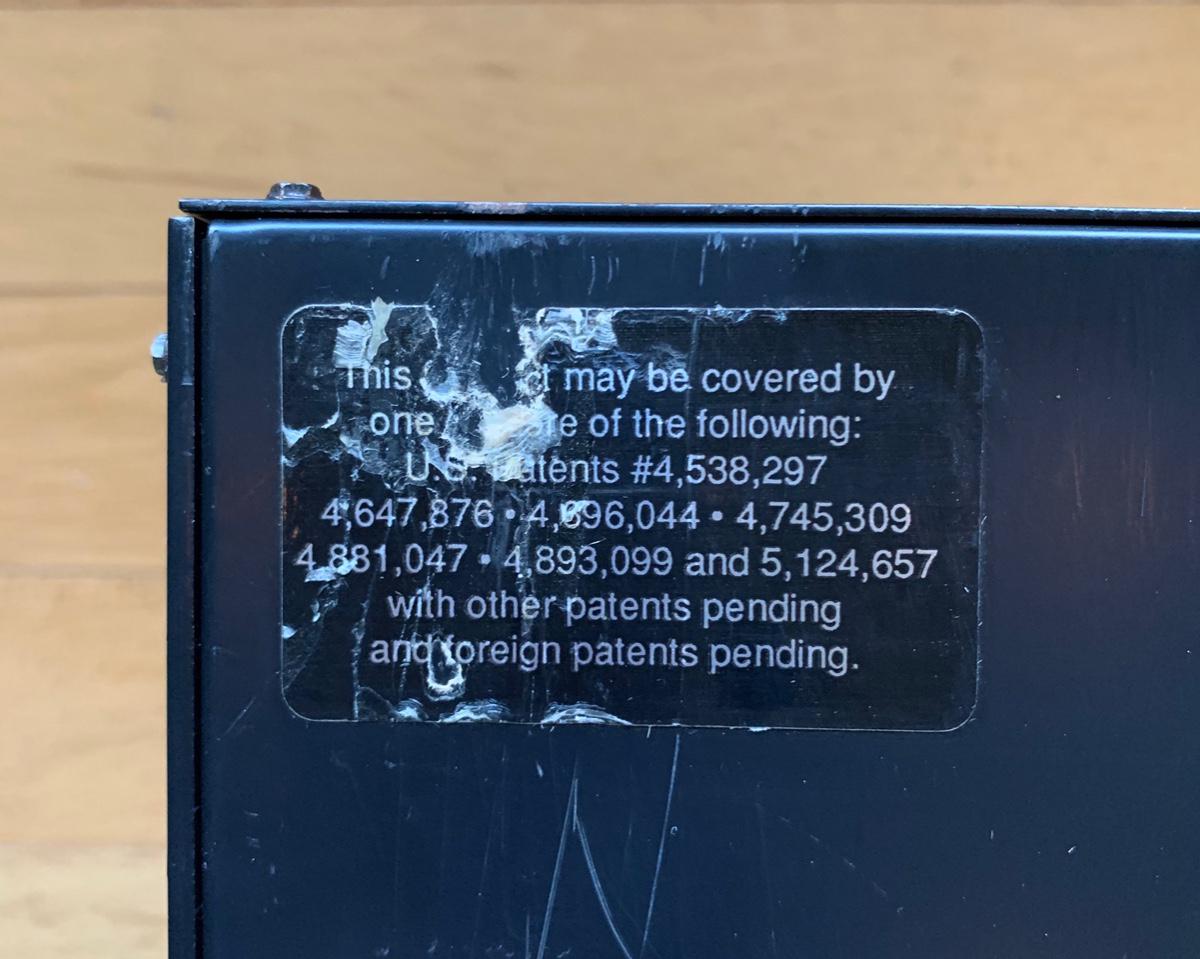 This may be covered by
one of the following:
U.S. Patents #4,538,297
4,647,876 • 4,696,044 • 4,745,309
4,881,047 • 4,893,099 and 5,124,657
with other patents pending
and foreign patents pending.